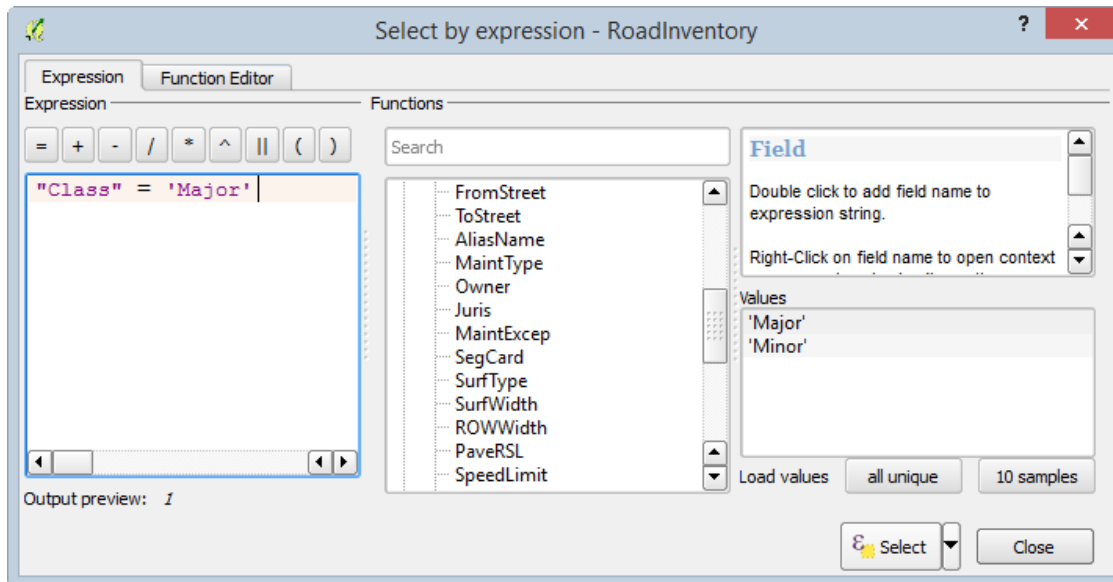 Select by expression - RoadInventory
?
×
Expression
Function Editor
Expression
Functions
= + - / * ^ || ( )
"Class" = 'Major'
Output preview: 1
Search
FromStreet
ToStreet
AliasName
MaintType
Owner
Juris
MaintExcep
SegCard
SurfType
SurfWidth
ROWWidth
PaveRSL
SpeedLimit
Field
Double click to add field name to
expression string.
Right-Click on field name to open context
Values
'Major'
'Minor'
Load values
all unique
10 samples
Select
Close